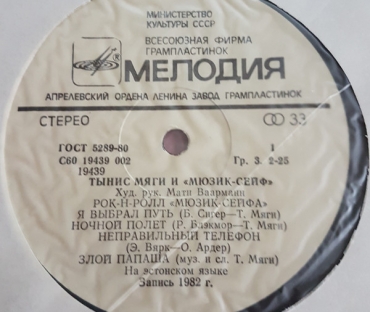 МИНИСТЕРСТВО
КУЛЬТУРЫ СССР
ВСЕСОЮЗНАЯ ФИРМА
ГРАМПЛАСТИНОК
МЕЛОДИЯ
АПРЕЛЕВСКИЙ ОРДЕНА ЛЕНИНА ЗАВОД ГРАМПЛАСТИНОК
СТЕРЕО 33
ГОСТ 5289-80 1
С60 19439 002 Гр. 3. 2-25
19439
ТЫНИС МЯГИ И «МЮЗИК-СЕЙФ»
Худ. рук. Мати Ваэрманн
РОК-Н-РОЛЛ «МЮЗИК-СЕЙФА»
Я ВЫБРАЛ ПУТЬ (Б. Сигер—Т. Мяги)
НОЧНОЙ ПОЛЕТ (Р. Блэкмор—Т. Мяги)
НЕПРАВИЛЬНЫЙ ТЕЛЕФОН
(Э. Вярк—О. Ардер)
ЗЛОЙ ПАПАША (муз. и сл. Т. Мяги)
На эстонском языке
Запись 1982 г.